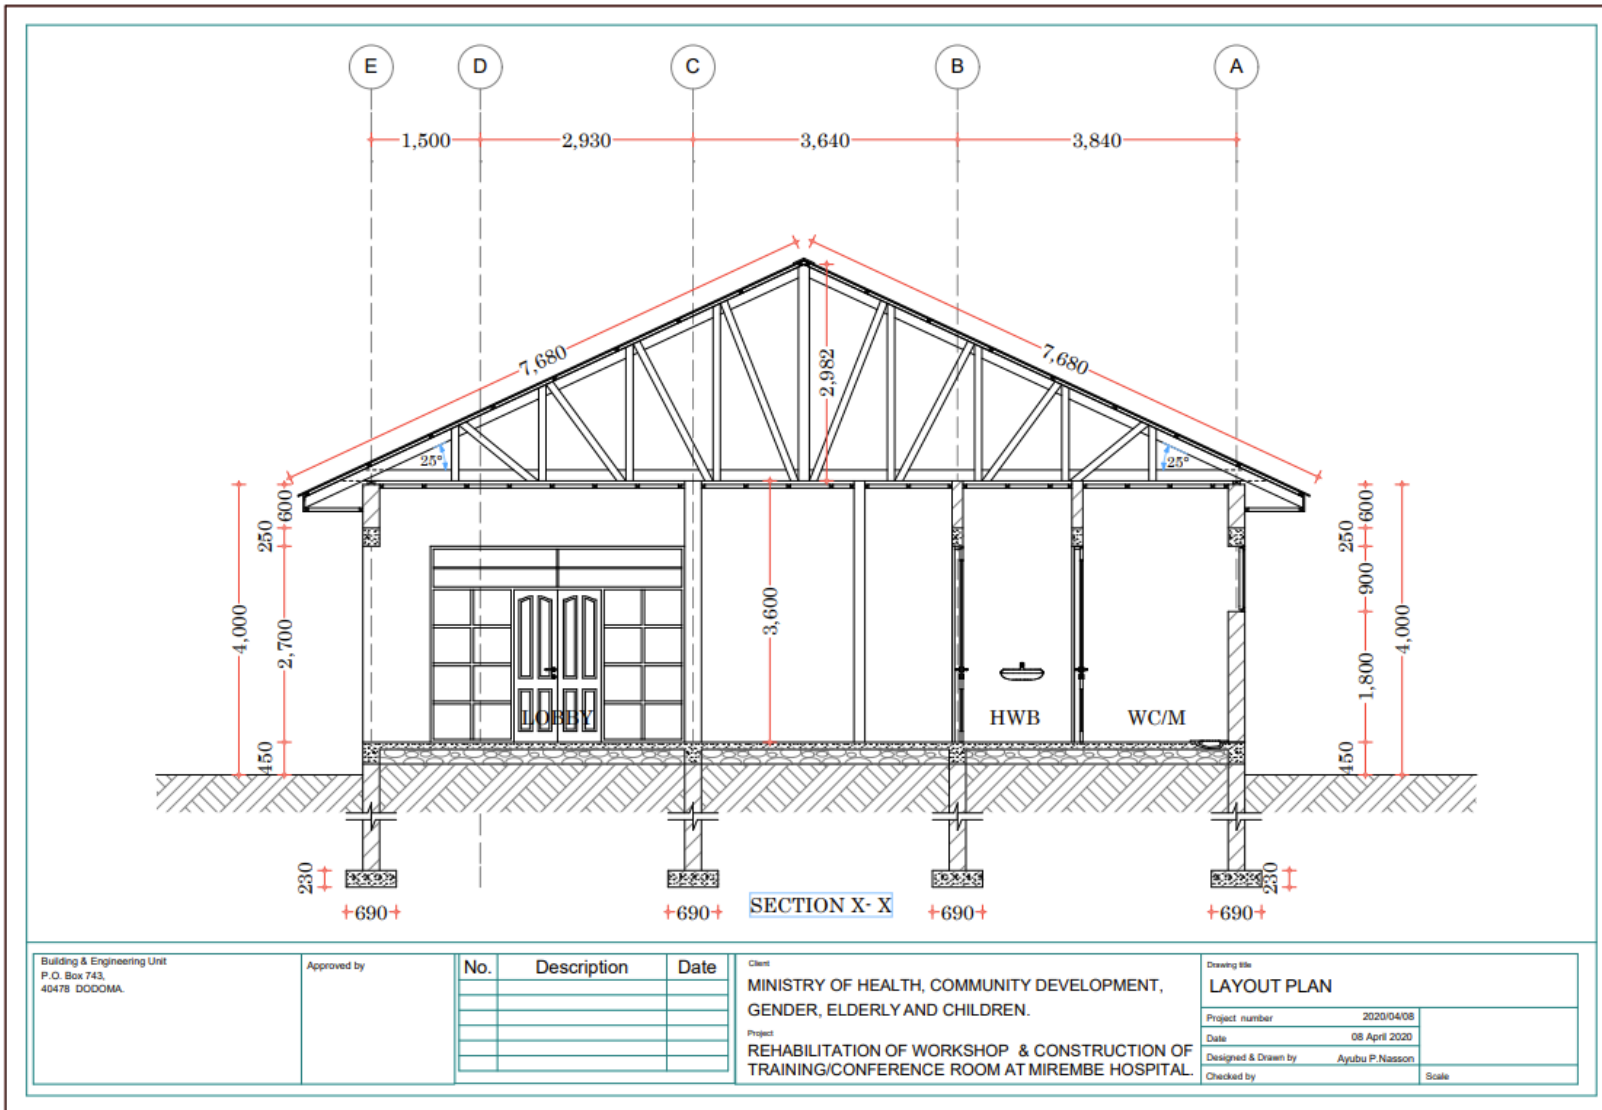 E
D
C
B
A
1,500
2,930
3,640
3,840
7,680
7,680
2,982
25°
25°
600
250
4,000
2,700
450
3,600
600
250
900
4,000
1,800
450
LOBBY
HWB
WC/M
230
230
690
690
SECTION X- X
690
690
Building & Engineering Unit
P.O. Box 743,
40478 DODOMA.
Approved by
No.
Description
Date
Client
MINISTRY OF HEALTH, COMMUNITY DEVELOPMENT,
GENDER, ELDERLY AND CHILDREN.
Project
REHABILITATION OF WORKSHOP & CONSTRUCTION OF
TRAINING/CONFERENCE ROOM AT MIREMBE HOSPITAL.
Drawing title
LAYOUT PLAN
Project number 2020/04/08
Date 08 April 2020
Designed & Drawn by Ayubu P.Nasson
Checked by
Scale